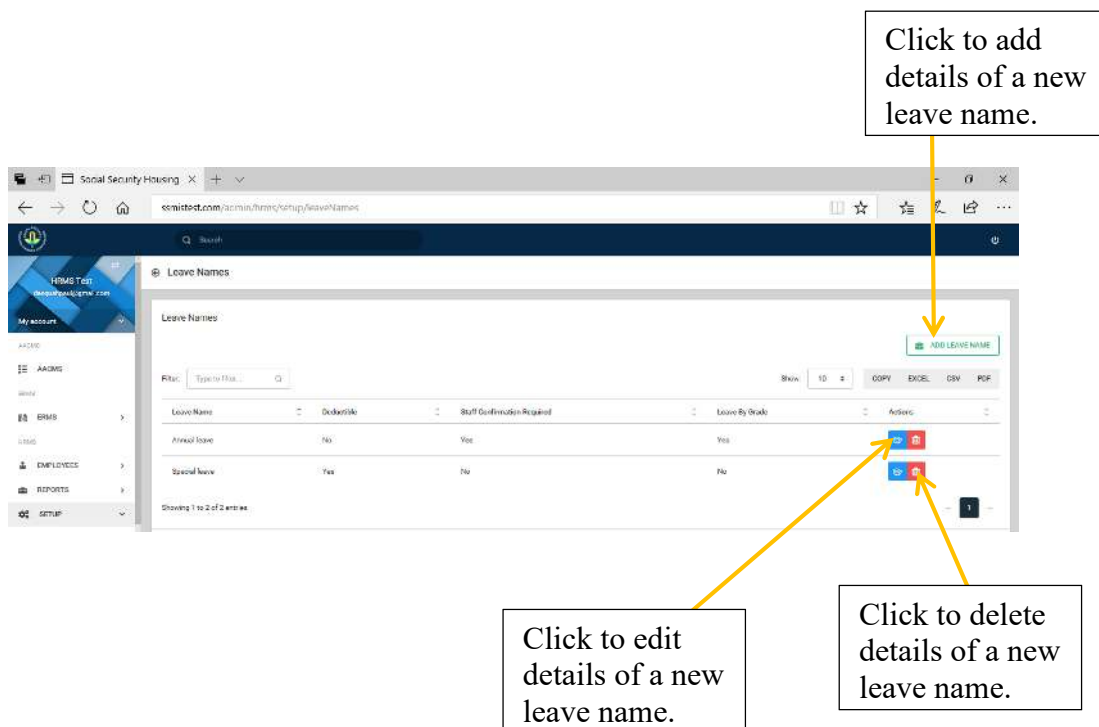 Click to add
details of a new
leave name.
Social Security Housing
ssmistest.com/admin/hrms/setup/leaveNames
Search
HRMS Test
My account
Leave Names
Leave Names
ADD LEAVE NAME
AACMS
Filter: Type to filter... Show: 10 COPY EXCEL CSV PDF
ERMS
Leave Name Deductible Staff Confirmation Required Leave By Grade Actions
Annual leave No Yes Yes
EMPLOYEES
Special leave Yes No No
REPORTS
Showing 1 to 2 of 2 entries 1
SETUP
Click to edit
details of a new
leave name.
Click to delete
details of a new
leave name.